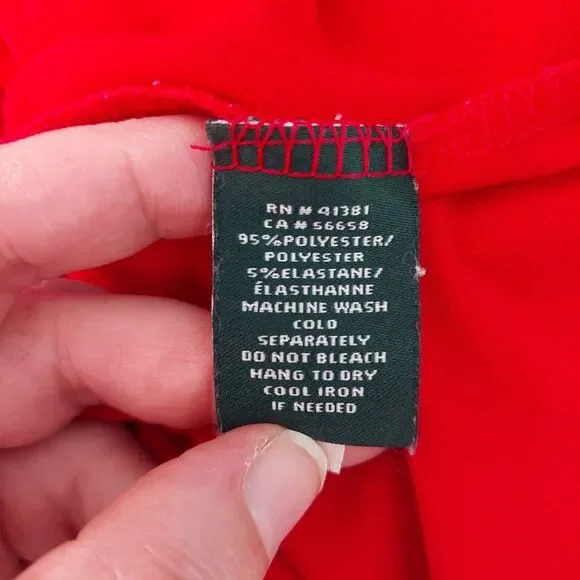 RN # 41381
CA # 56658
95%POLYESTER/
POLYESTER
5%ELASTANE/
ÉLASTHANNE
MACHINE WASH
COLD
SEPARATELY
DO NOT BLEACH
HANG TO DRY
COOL IRON
IF NEEDED